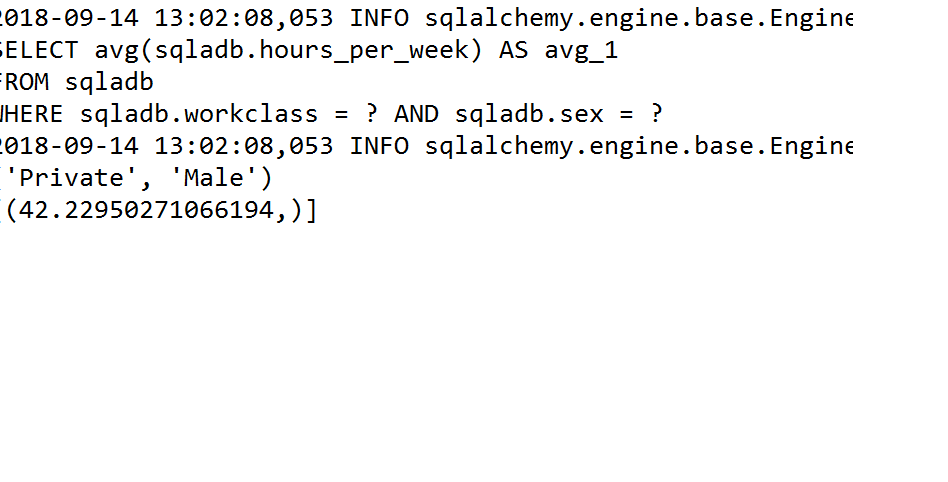 2018-09-14 13:02:08,053 INFO sqlalchemy.engine.base.Engine
SELECT avg(sqladb.hours_per_week) AS avg_1
FROM sqladb
WHERE sqladb.workclass = ? AND sqladb.sex = ?
2018-09-14 13:02:08,053 INFO sqlalchemy.engine.base.Engine
('Private', 'Male')
[(42.22950271066194,)]